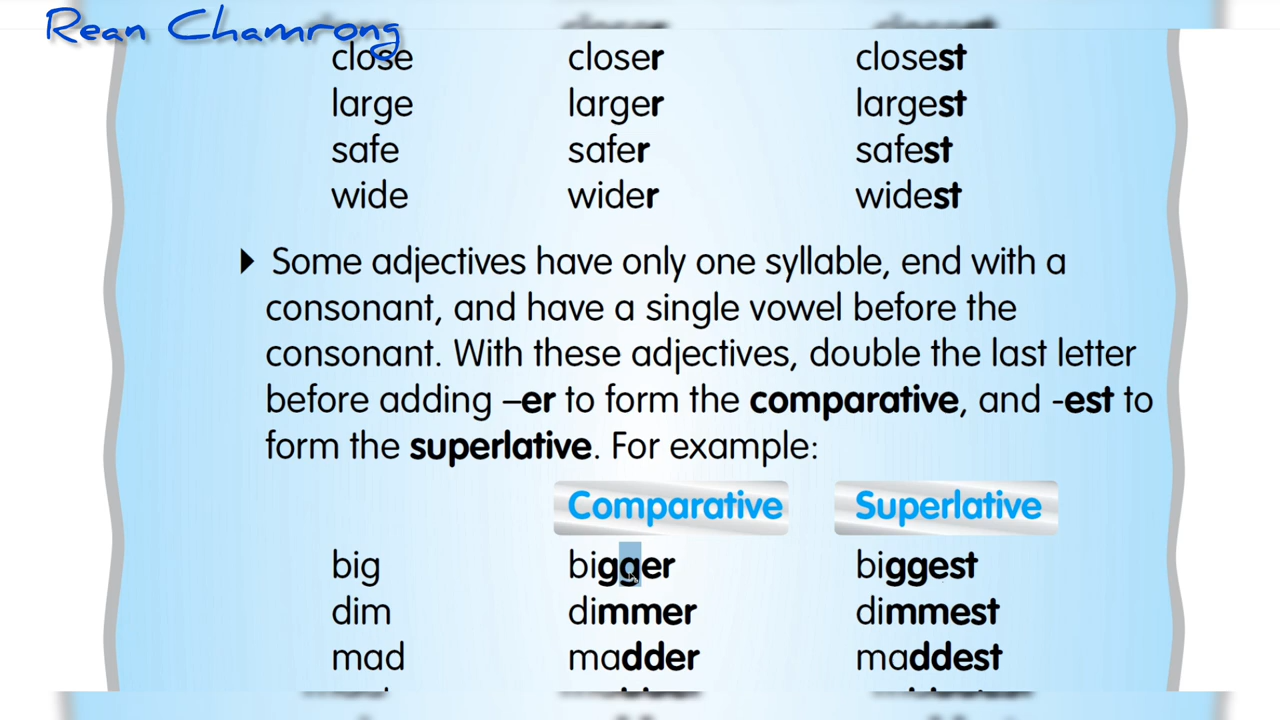 Rean Chamrong
close closer closest
large larger largest
safe safer safest
wide wider widest
Some adjectives have only one syllable, end with a
consonant, and have a single vowel before the
consonant. With these adjectives, double the last letter
before adding –er to form the comparative, and -est to
form the superlative. For example:
Comparative Superlative
big bigger biggest
dim dimmer dimmest
mad madder maddest